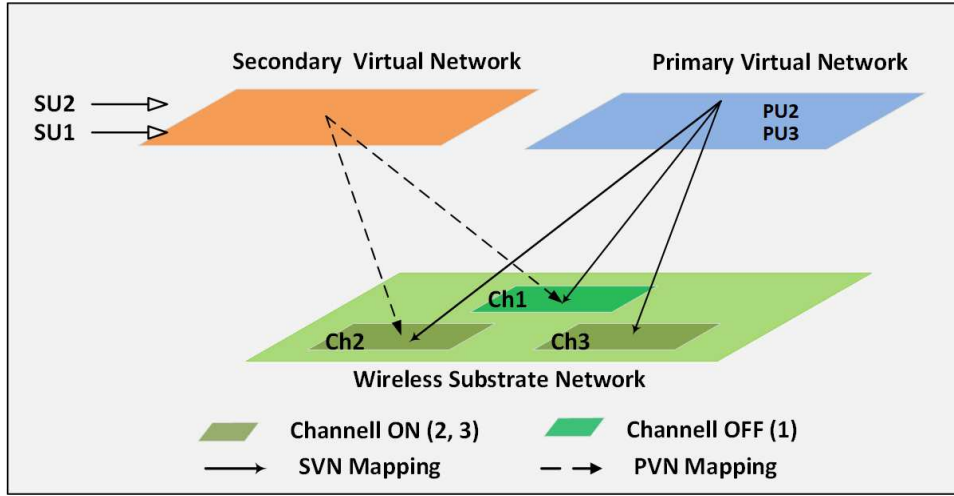 Secondary Virtual Network
Primary Virtual Network
SU2
SU1
PU2
PU3
Ch1
Ch2
Ch3
Wireless Substrate Network
Channell ON (2, 3)
Channell OFF (1)
SVN Mapping
PVN Mapping